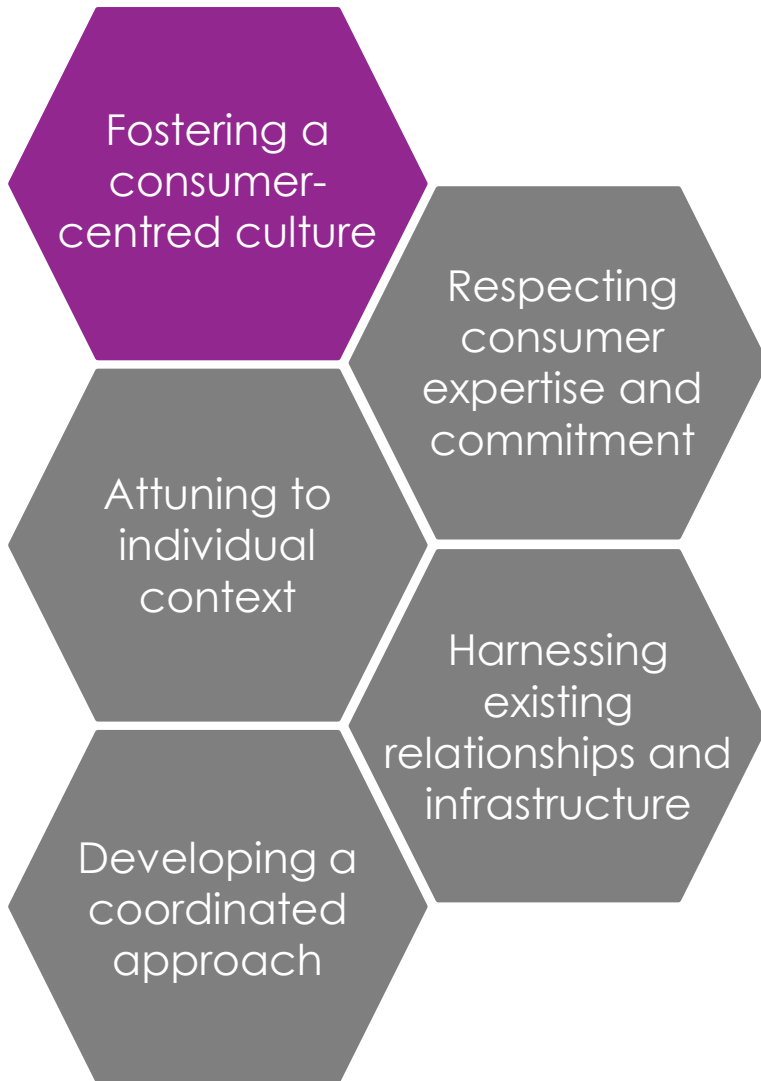 Fostering a
consumer-
centred culture
Respecting
consumer
expertise and
commitment
Attuning to
individual
context
Harnessing
existing
relationships and
infrastructure
Developing a
coordinated
approach